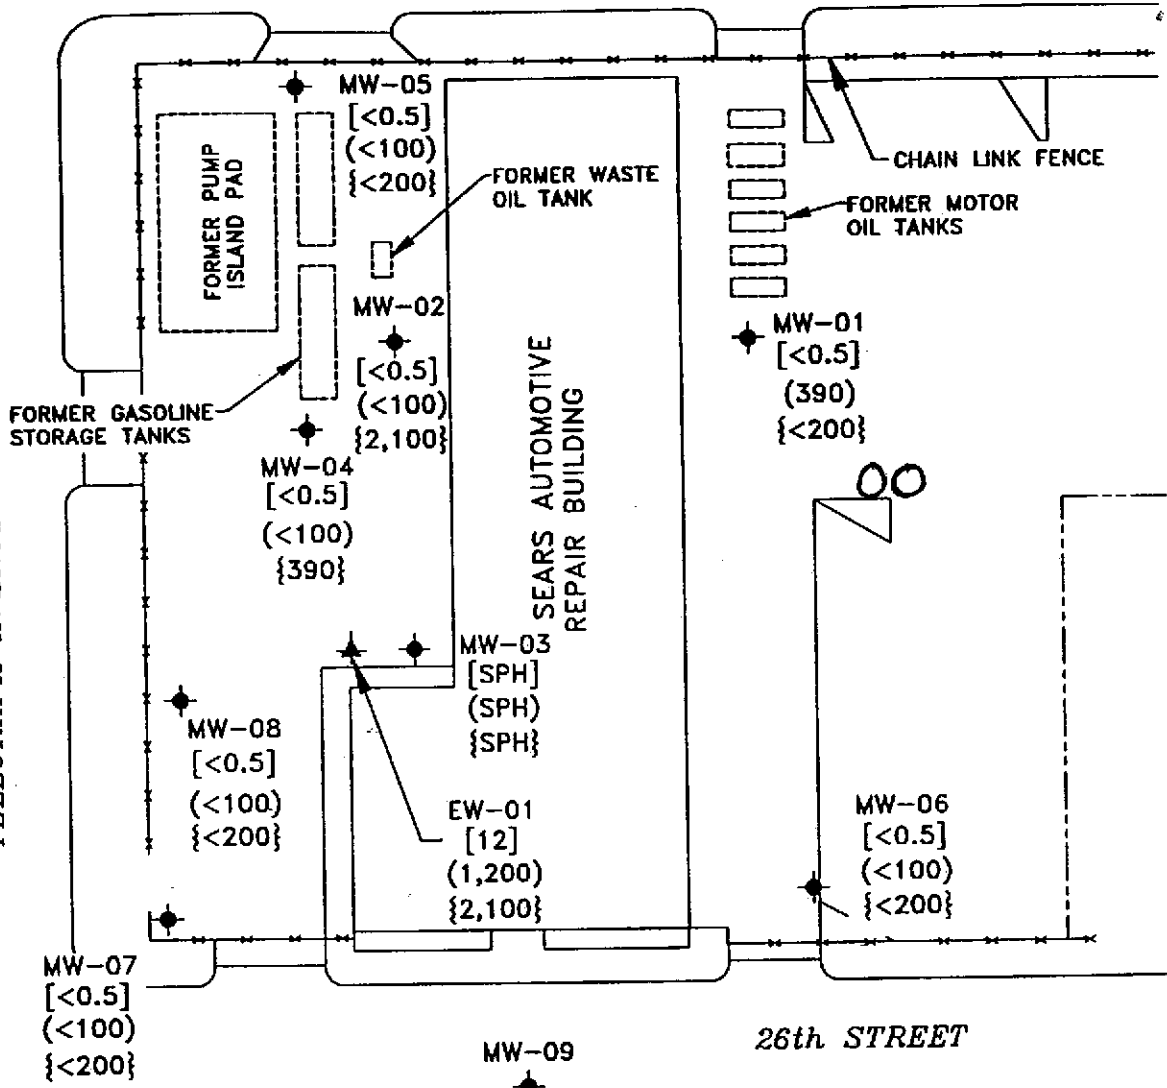 MW-05
[<0.5]
(<100)
{<200}
CHAIN LINK FENCE
FORMER WASTE
OIL TANK
FORMER MOTOR
OIL TANKS
FORMER PUMP
ISLAND PAD
MW-02
[<0.5]
(<100)
{2,100}
MW-01
[<0.5]
(390)
{<200}
FORMER GASOLINE
STORAGE TANKS
MW-04
[<0.5]
(<100)
{390}
SEARS AUTOMOTIVE
REPAIR BUILDING
MW-03
[SPH]
(SPH)
{SPH}
MW-08
[<0.5]
(<100)
{<200}
EW-01
[12]
(1,200)
{2,100}
MW-06
[<0.5]
(<100)
{<200}
MW-07
[<0.5]
(<100)
{<200}
26th STREET
MW-09